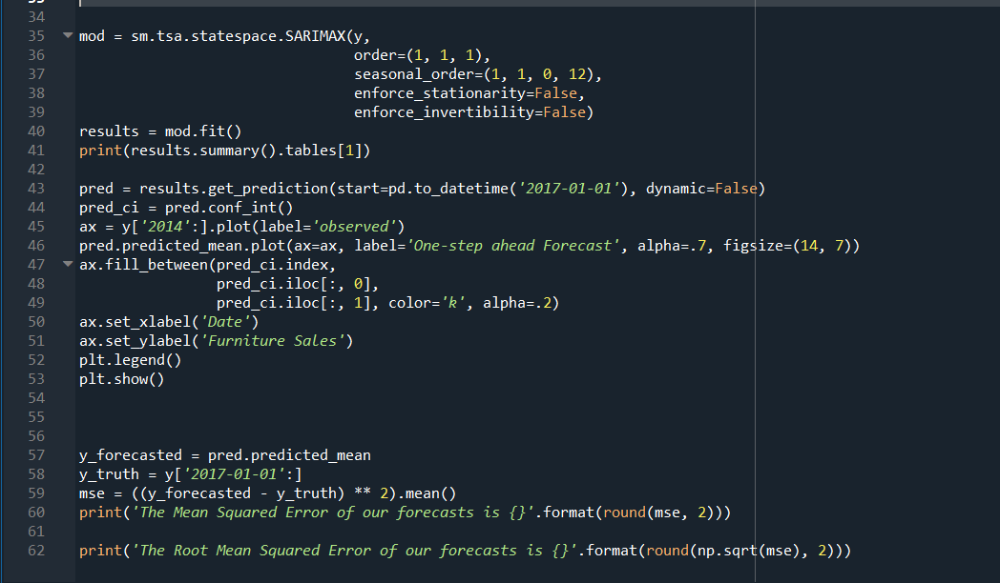 33
34
35 mod = sm.tsa.statespace.SARIMAX(y,
36 order=(1, 1, 1),
37 seasonal_order=(1, 1, 0, 12),
38 enforce_stationarity=False,
39 enforce_invertibility=False)
40 results = mod.fit()
41 print(results.summary().tables[1])
42
43 pred = results.get_prediction(start=pd.to_datetime('2017-01-01'), dynamic=False)
44 pred_ci = pred.conf_int()
45 ax = y['2014':].plot(label='observed')
46 pred.predicted_mean.plot(ax=ax, label='One-step ahead Forecast', alpha=.7, figsize=(14, 7))
47 ax.fill_between(pred_ci.index,
48 pred_ci.iloc[:, 0],
49 pred_ci.iloc[:, 1], color='k', alpha=.2)
50 ax.set_xlabel('Date')
51 ax.set_ylabel('Furniture Sales')
52 plt.legend()
53 plt.show()
54
55
56
57 y_forecasted = pred.predicted_mean
58 y_truth = y['2017-01-01':]
59 mse = ((y_forecasted - y_truth) ** 2).mean()
60 print('The Mean Squared Error of our forecasts is {}'.format(round(mse, 2)))
61
62 print('The Root Mean Squared Error of our forecasts is {}'.format(round(np.sqrt(mse), 2)))